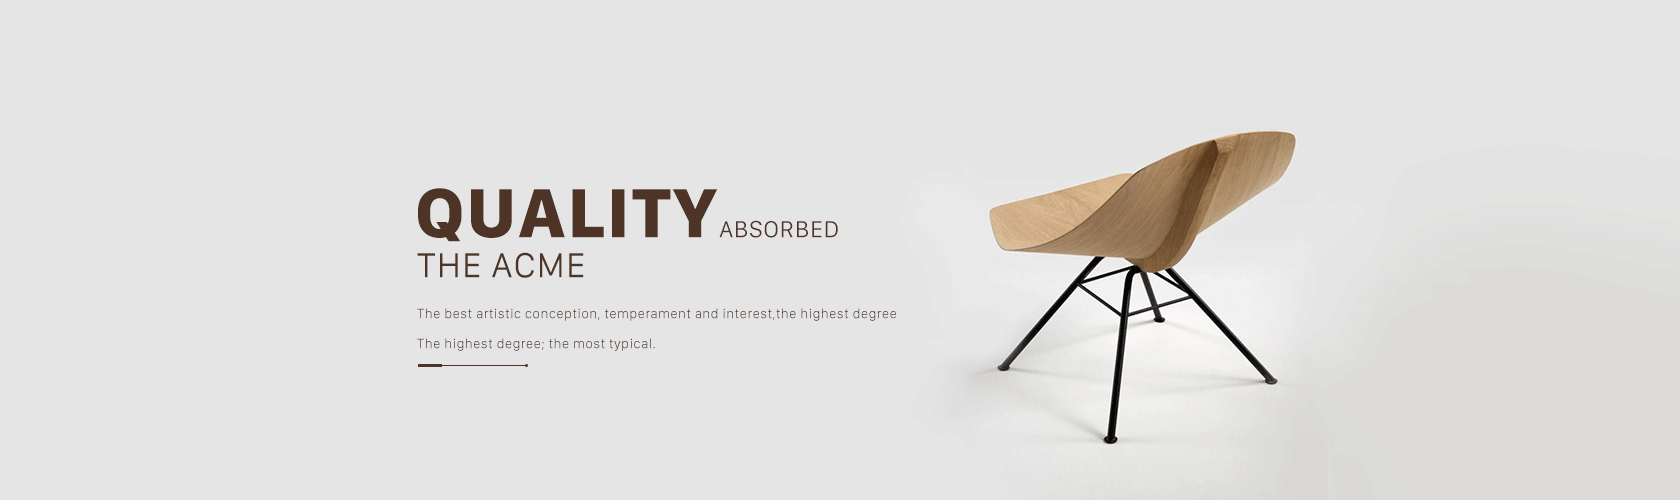 QUALITY ABSORBED
THE ACME
The best artistic conception, temperament and interest,the highest degree
The highest degree; the most typical.